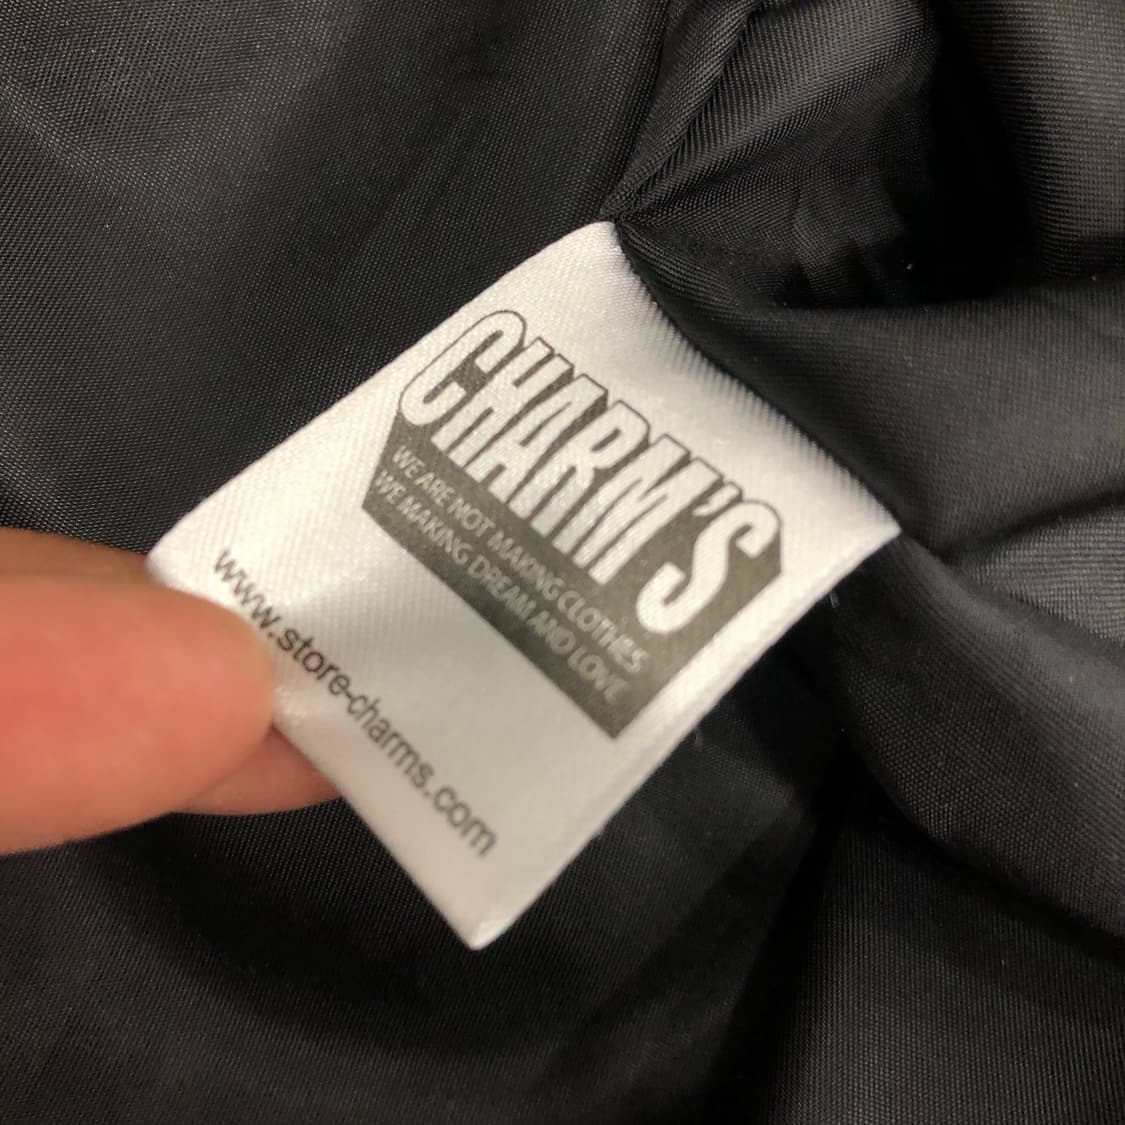 CHARM'S
WE ARE NOT MAKING CLOTHES
WE MAKING DREAM AND LOVE
www.store-charms.com